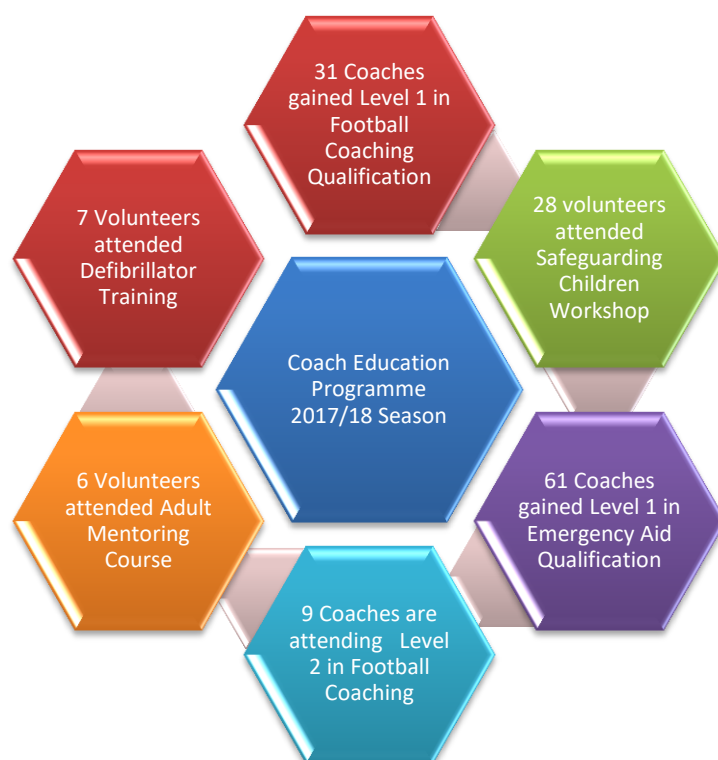 31 Coaches
gained Level 1 in
Football
Coaching
Qualification
28 volunteers
attended
Safeguarding
Children
Workshop
61 Coaches
gained Level 1 in
Emergency Aid
Qualification
9 Coaches are
attending Level
2 in Football
Coaching
6 Volunteers
attended Adult
Mentoring
Course
7 Volunteers
attended
Defibrillator
Training
Coach Education
Programme
2017/18 Season